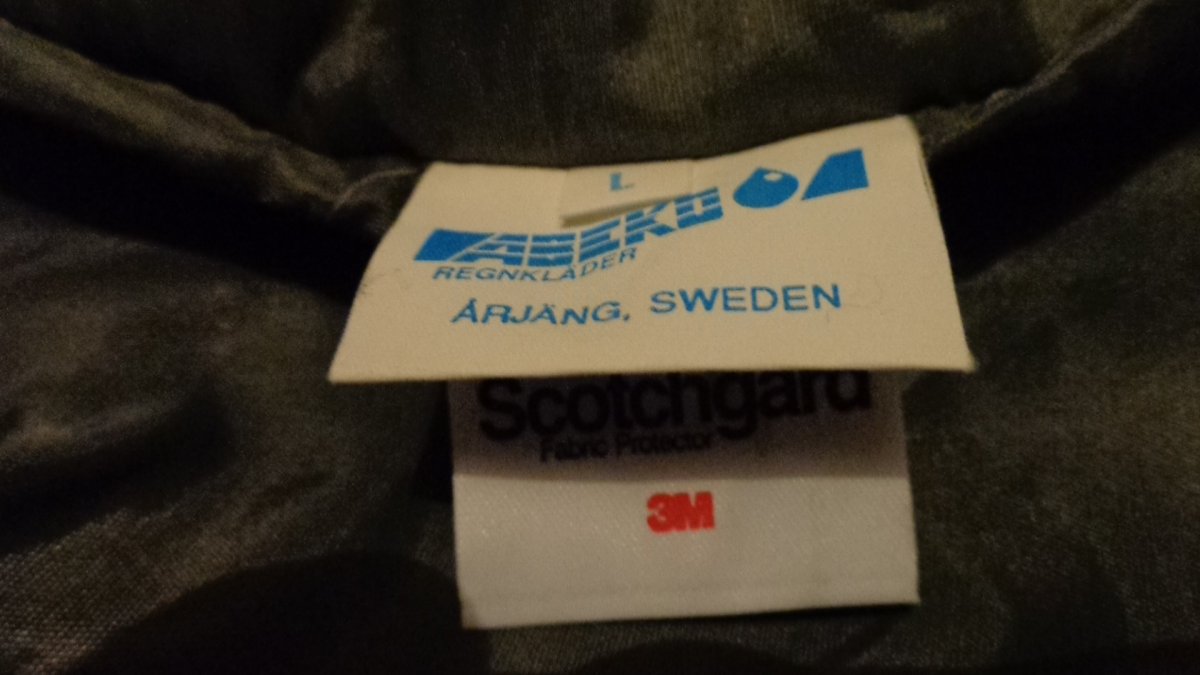 L
ABEKO
REGNKLÄDER
ÅRJÄNG, SWEDEN
Scotchgard
Fabric Protector
3M